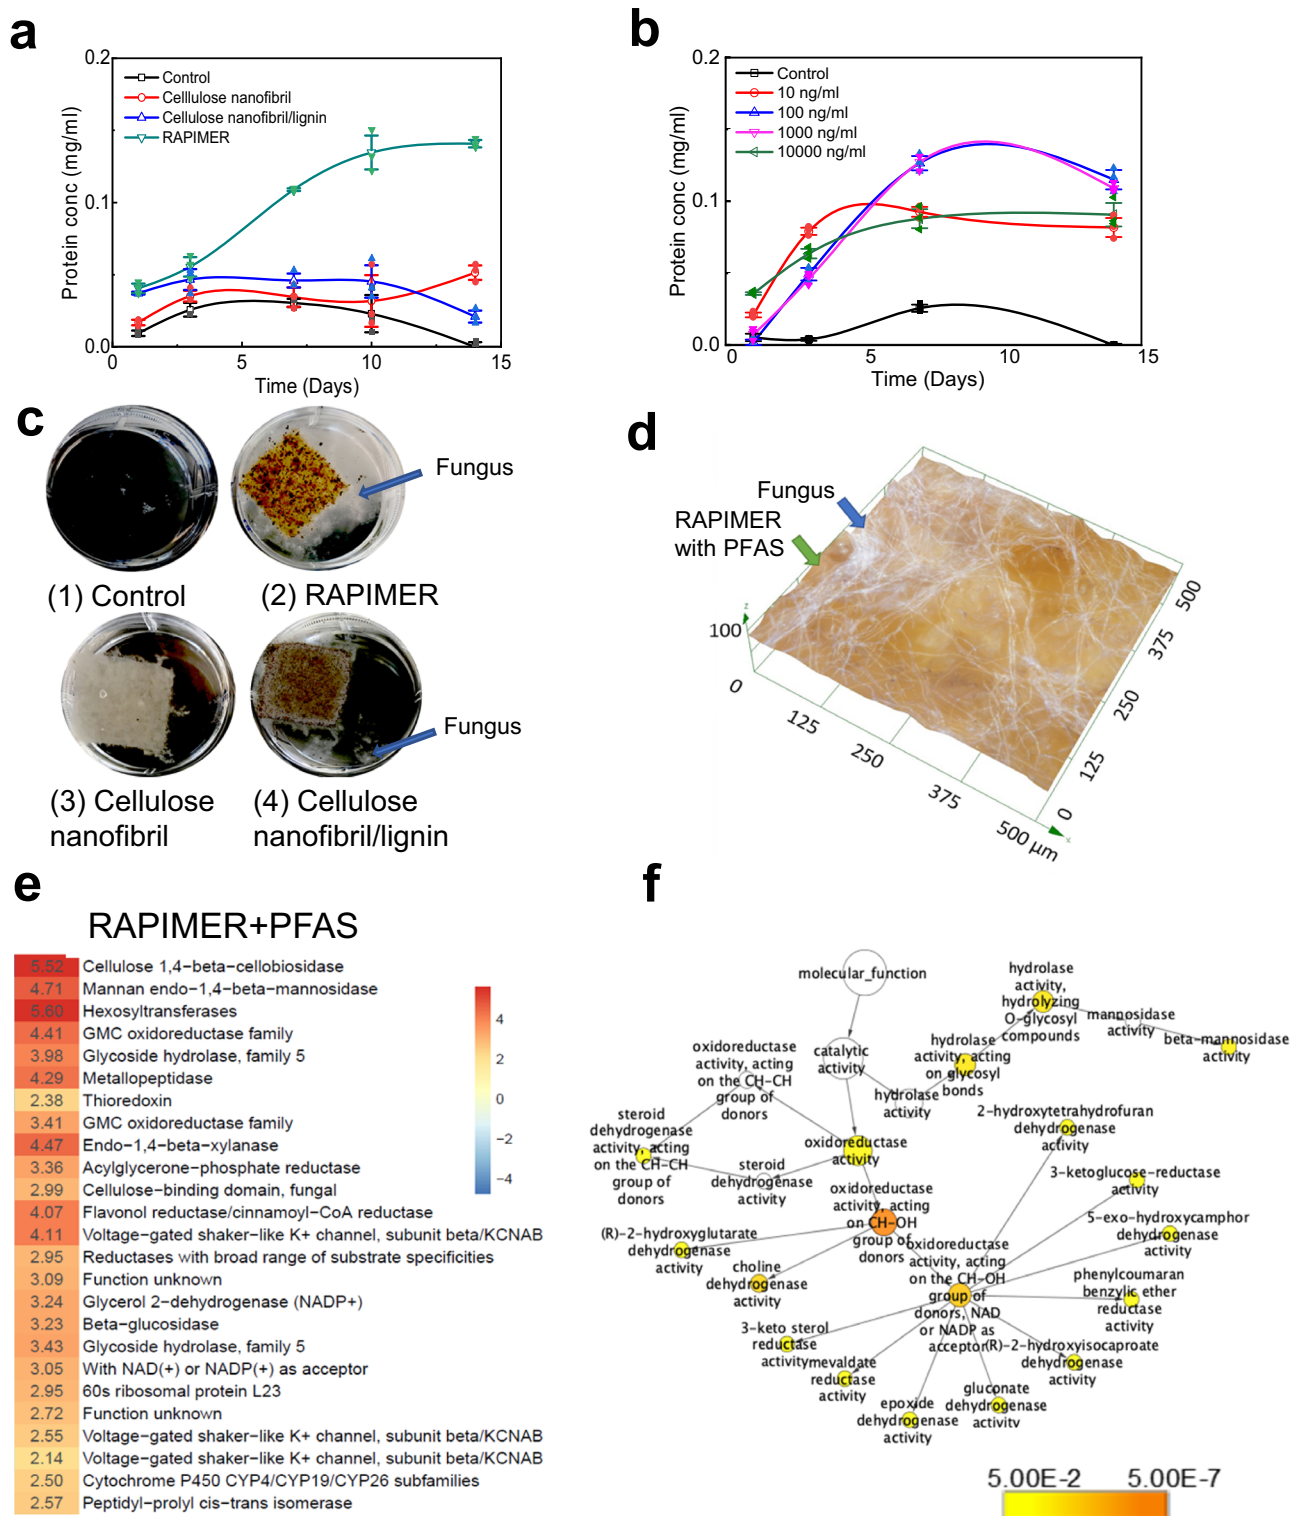 a
0.2
0.1
0.0
Protein conc (mg/ml)
Control
Celllulose nanofibril
Cellulose nanofibril/lignin
RAPIMER
0
5
10
15
Time (Days)
b
0.2
0.1
0.0
Protein conc (mg/ml)
Control
10 ng/ml
100 ng/ml
1000 ng/ml
10000 ng/ml
0
5
10
15
Time (Days)
c
Fungus
(1) Control
(2) RAPIMER
Fungus
(3) Cellulose
nanofibril
(4) Cellulose
nanofibril/lignin
d
Fungus
RAPIMER
with PFAS
z
100
0
125
250
375
500 µm
x
0
125
250
375
500
e
RAPIMER+PFAS
5.52 Cellulose 1,4−beta−cellobiosidase
4.71 Mannan endo−1,4−beta−mannosidase
5.60 Hexosyltransferases
4.41 GMC oxidoreductase family
3.98 Glycoside hydrolase, family 5
4.29 Metallopeptidase
2.38 Thioredoxin
3.41 GMC oxidoreductase family
4.47 Endo−1,4−beta−xylanase
3.36 Acylglycerone−phosphate reductase
2.99 Cellulose−binding domain, fungal
4.07 Flavonol reductase/cinnamoyl−CoA reductase
4.11 Voltage−gated shaker−like K+ channel, subunit beta/KCNAB
2.95 Reductases with broad range of substrate specificities
3.09 Function unknown
3.24 Glycerol 2−dehydrogenase (NADP+)
3.23 Beta−glucosidase
3.43 Glycoside hydrolase, family 5
3.05 With NAD(+) or NADP(+) as acceptor
2.95 60s ribosomal protein L23
2.72 Function unknown
2.55 Voltage−gated shaker−like K+ channel, subunit beta/KCNAB
2.14 Voltage−gated shaker−like K+ channel, subunit beta/KCNAB
2.50 Cytochrome P450 CYP4/CYP19/CYP26 subfamilies
2.57 Peptidyl−prolyl cis−trans isomerase
4
2
0
−2
−4
f
molecular_function
catalytic
activity
hydrolase
activity,
hydrolyzing
O-glycosyl
compounds
mannosidase
activity
beta-mannosidase
activity
hydrolase
activity, acting
on glycosyl
bonds
hydrolase
activity
oxidoreductase
activity, acting
on the CH-CH
group of
donors
steroid
dehydrogenase
activity, acting
on the CH-CH
group of
donors
steroid
dehydrogenase
activity
oxidoreductase
activity
2-hydroxytetrahydrofuran
dehydrogenase
activity
3-ketoglucose-reductase
activity
5-exo-hydroxycamphor
dehydrogenase
activity
oxidoreductase
activity, acting
on CH-OH
group of
donors
(R)-2-hydroxyglutarate
dehydrogenase
activity
choline
dehydrogenase
activity
oxidoreductase
activity, acting
on the CH-OH
group of
donors, NAD
or NADP as
acceptor
phenylcoumaran
benzylic ether
reductase
activity
3-keto sterol
reductase
activity
mevaldate
reductase
activity
(R)-2-hydroxyisocaproate
dehydrogenase
activity
epoxide
dehydrogenase
activity
gluconate
dehydrogenase
activity
5.00E-2
5.00E-7